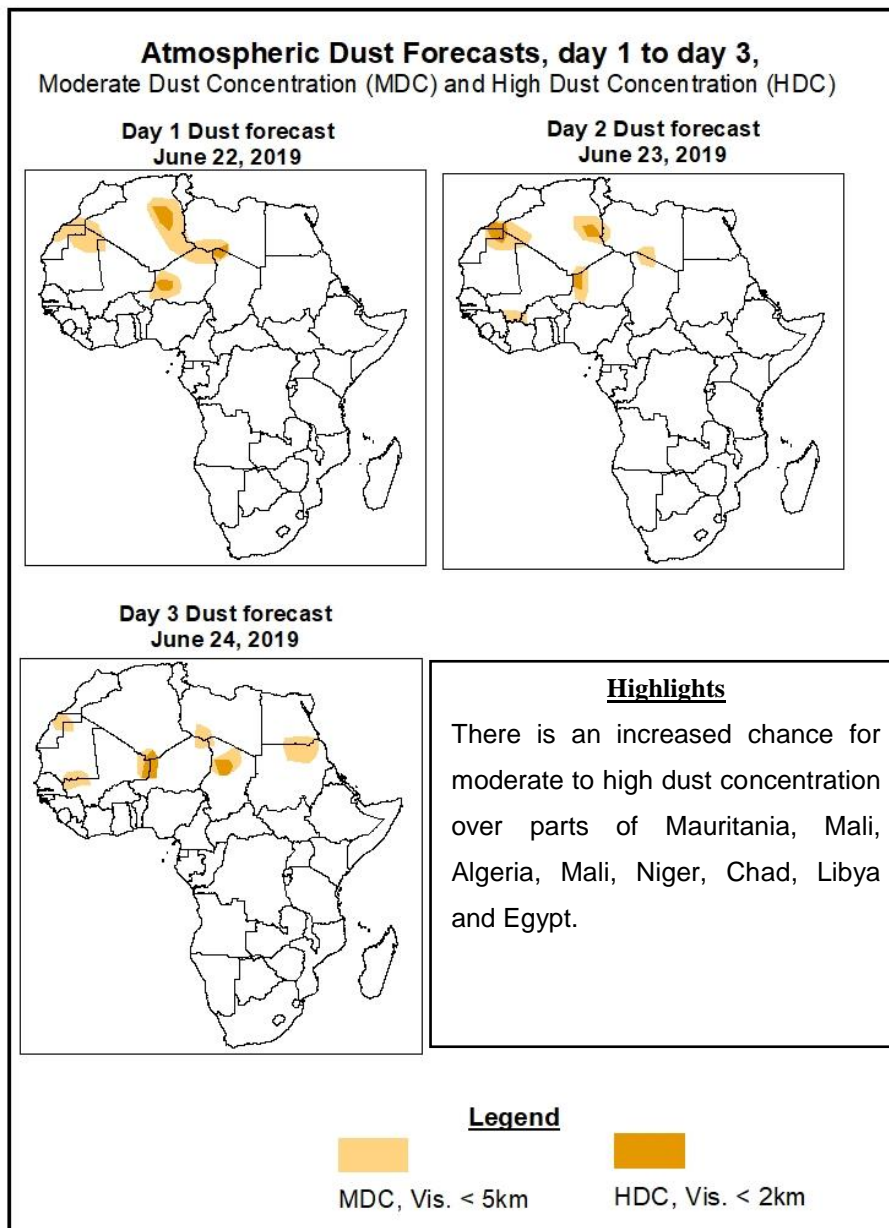 Atmospheric Dust Forecasts, day 1 to day 3,
Moderate Dust Concentration (MDC) and High Dust Concentration (HDC)
Day 1 Dust forecast
June 22, 2019
Day 2 Dust forecast
June 23, 2019
Day 3 Dust forecast
June 24, 2019
Highlights
There is an increased chance for
moderate to high dust concentration
over parts of Mauritania, Mali,
Algeria, Mali, Niger, Chad, Libya
and Egypt.
Legend
MDC, Vis. < 5km
HDC, Vis. < 2km